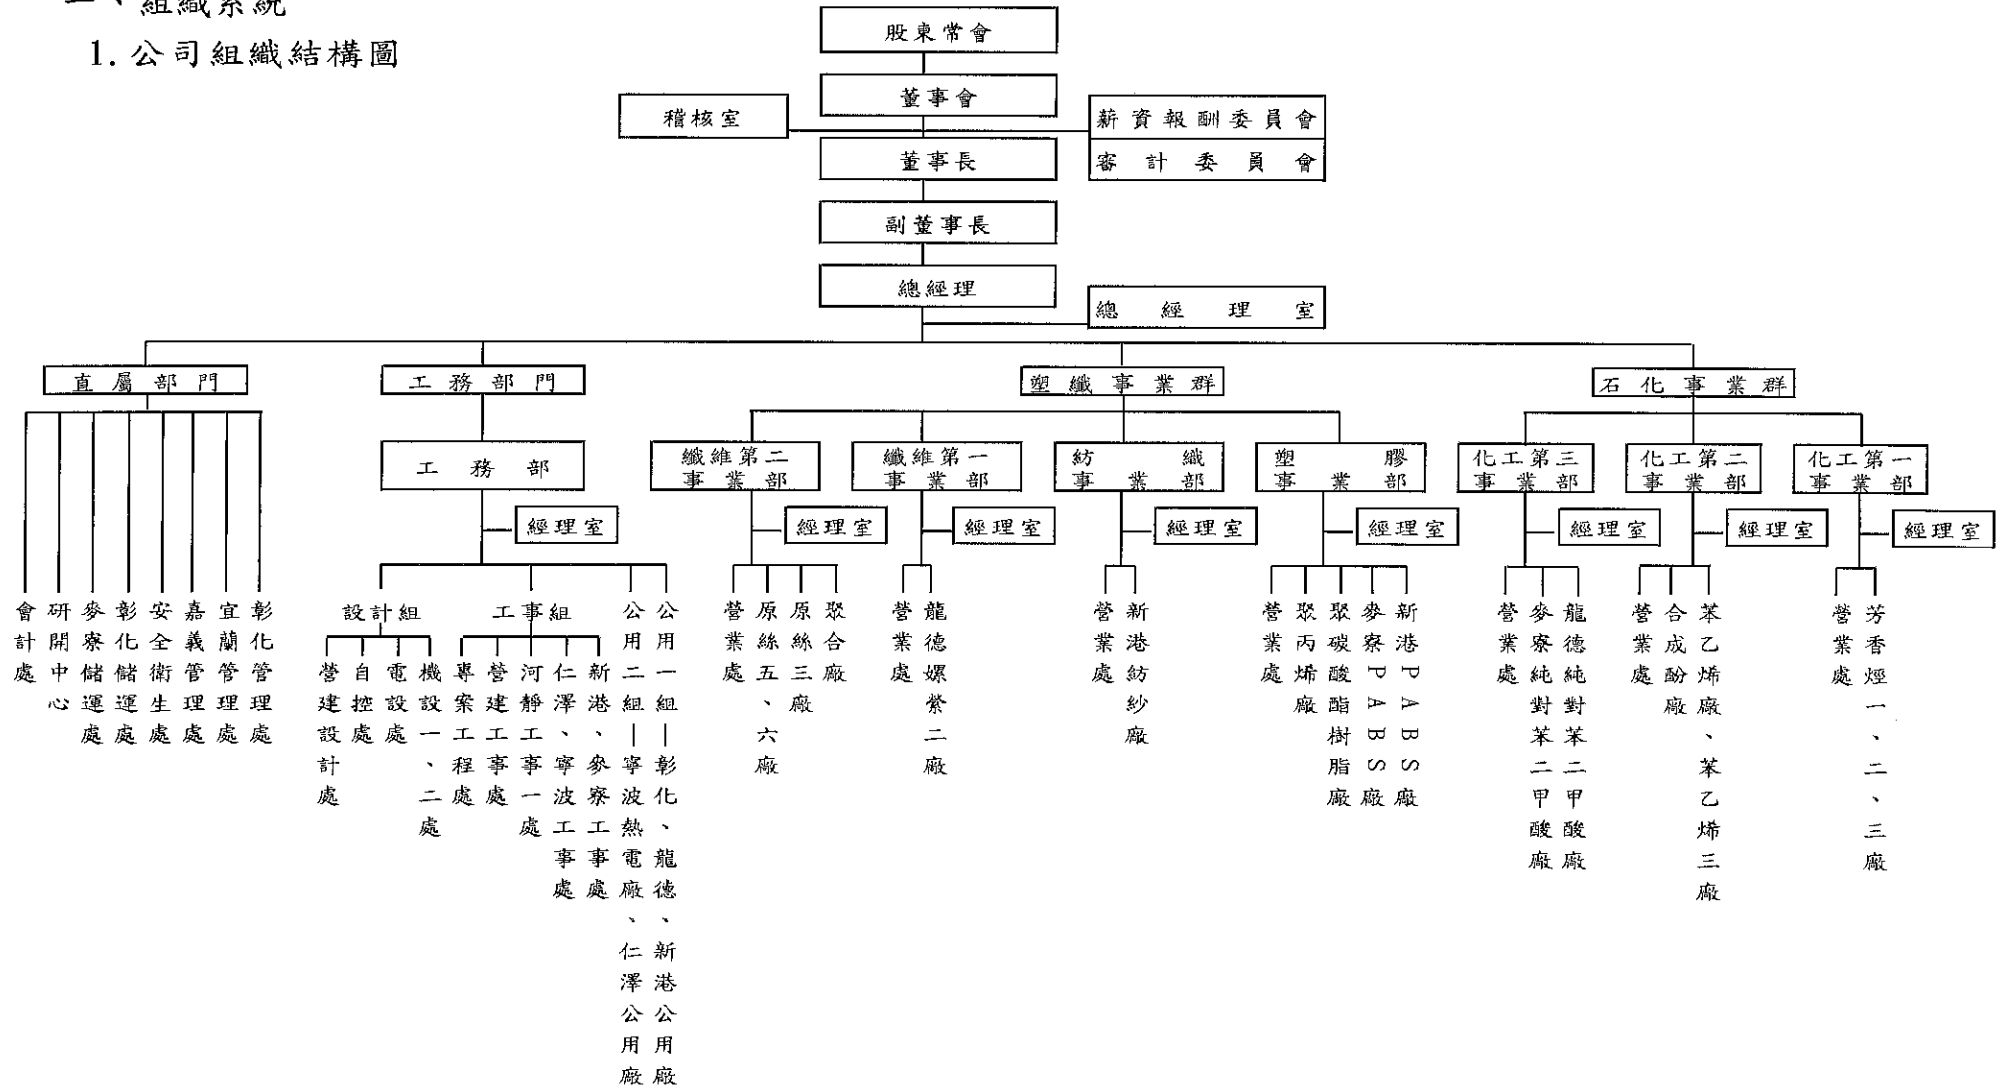 組織系統
1. 公司組織結構圖
股東常會
董事會
稽核室
薪資報酬委員會
審計委員會
董事長
副董事長
總經理
總經理室
直屬部門
工務部門
塑纖事業群
石化事業群
工務部
纖維第二事業部
纖維第一事業部
紡織事業部
塑膠事業部
化工第三事業部
化工第二事業部
化工第一事業部
經理室
經理室
經理室
經理室
經理室
經理室
經理室
經理室
會計處
研開中心
麥寮儲運處
彰化儲運處
安全衛生處
嘉義管理處
宜蘭管理處
彰化管理處
設計組
營建設計處
自控處
電設處
機設一、二處
工事組
專案工程處
營建工事處
河靜工事一處
仁澤、寧波工事處
新港、麥寮工事處
公用二組—寧波熱電廠、仁澤公用廠
公用一組—彰化、龍德、新港公用廠
營業處
原絲五、六廠
原絲三廠
聚合廠
營業處
龍德嫘縈二廠
營業處
新港紡紗廠
營業處
聚丙烯廠
聚碳酸酯樹脂廠
麥寮PABS廠
新港PABS廠
營業處
麥寮純對苯二甲酸廠
龍德純對苯二甲酸廠
營業處
合成酚廠
苯乙烯廠、苯乙烯三廠
營業處
芳香烴一、二、三廠